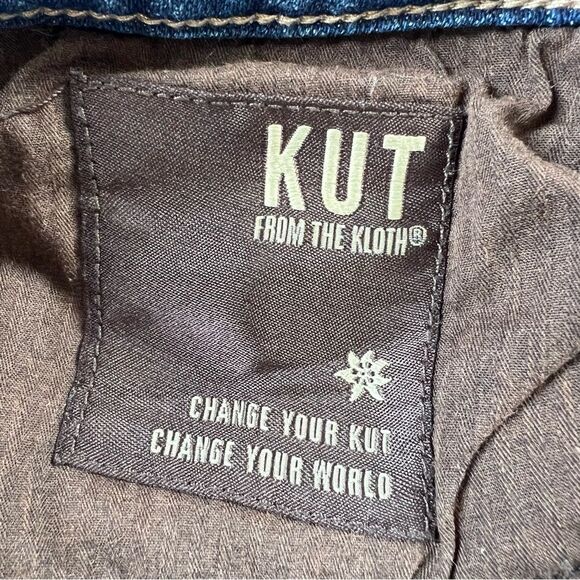 KUT
FROM THE KLOTH®
CHANGE YOUR KUT
CHANGE YOUR WORLD